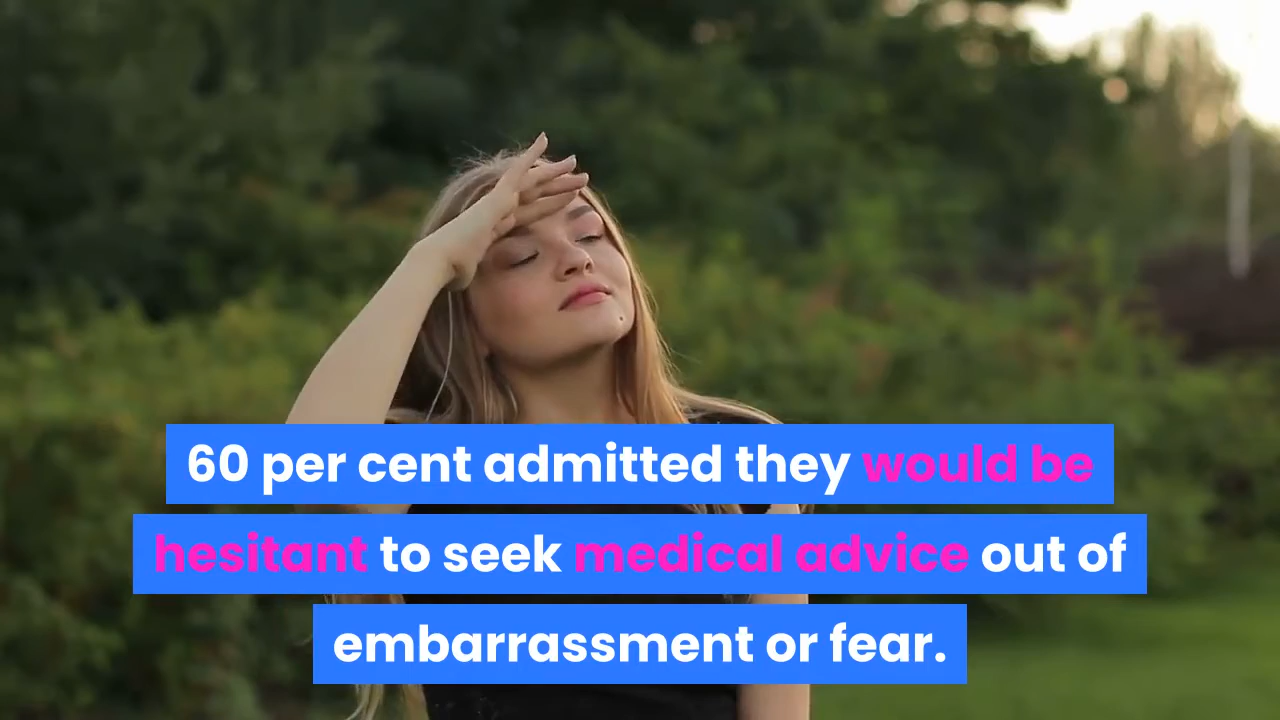 60 per cent admitted they would be
hesitant to seek medical advice out of
embarrassment or fear.